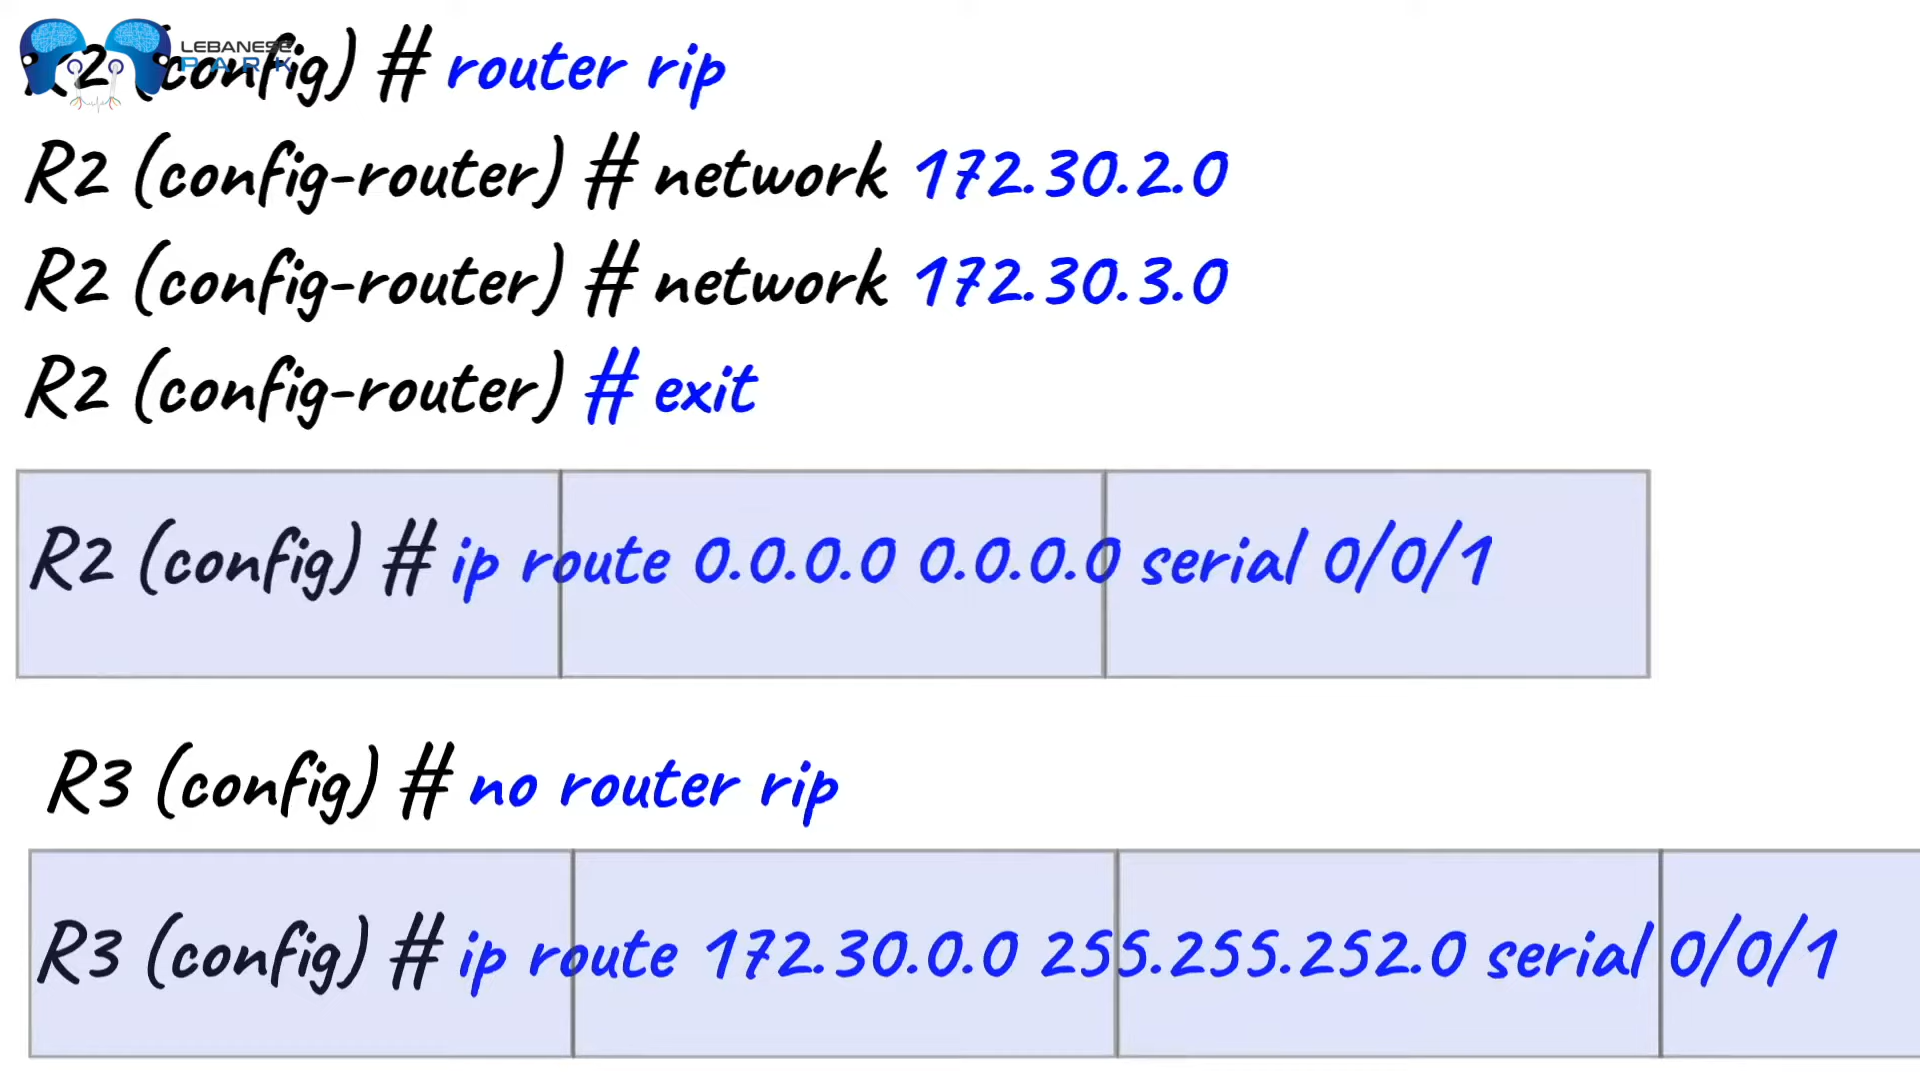 LEBANESE
PARK
R2 (config) # router rip
R2 (config-router) # network 172.30.2.0
R2 (config-router) # network 172.30.3.0
R2 (config-router) # exit
R2 (config) # ip route 0.0.0.0 0.0.0.0 serial 0/0/1
R3 (config) # no router rip
R3 (config) # ip route 172.30.0.0 255.255.252.0 serial 0/0/1